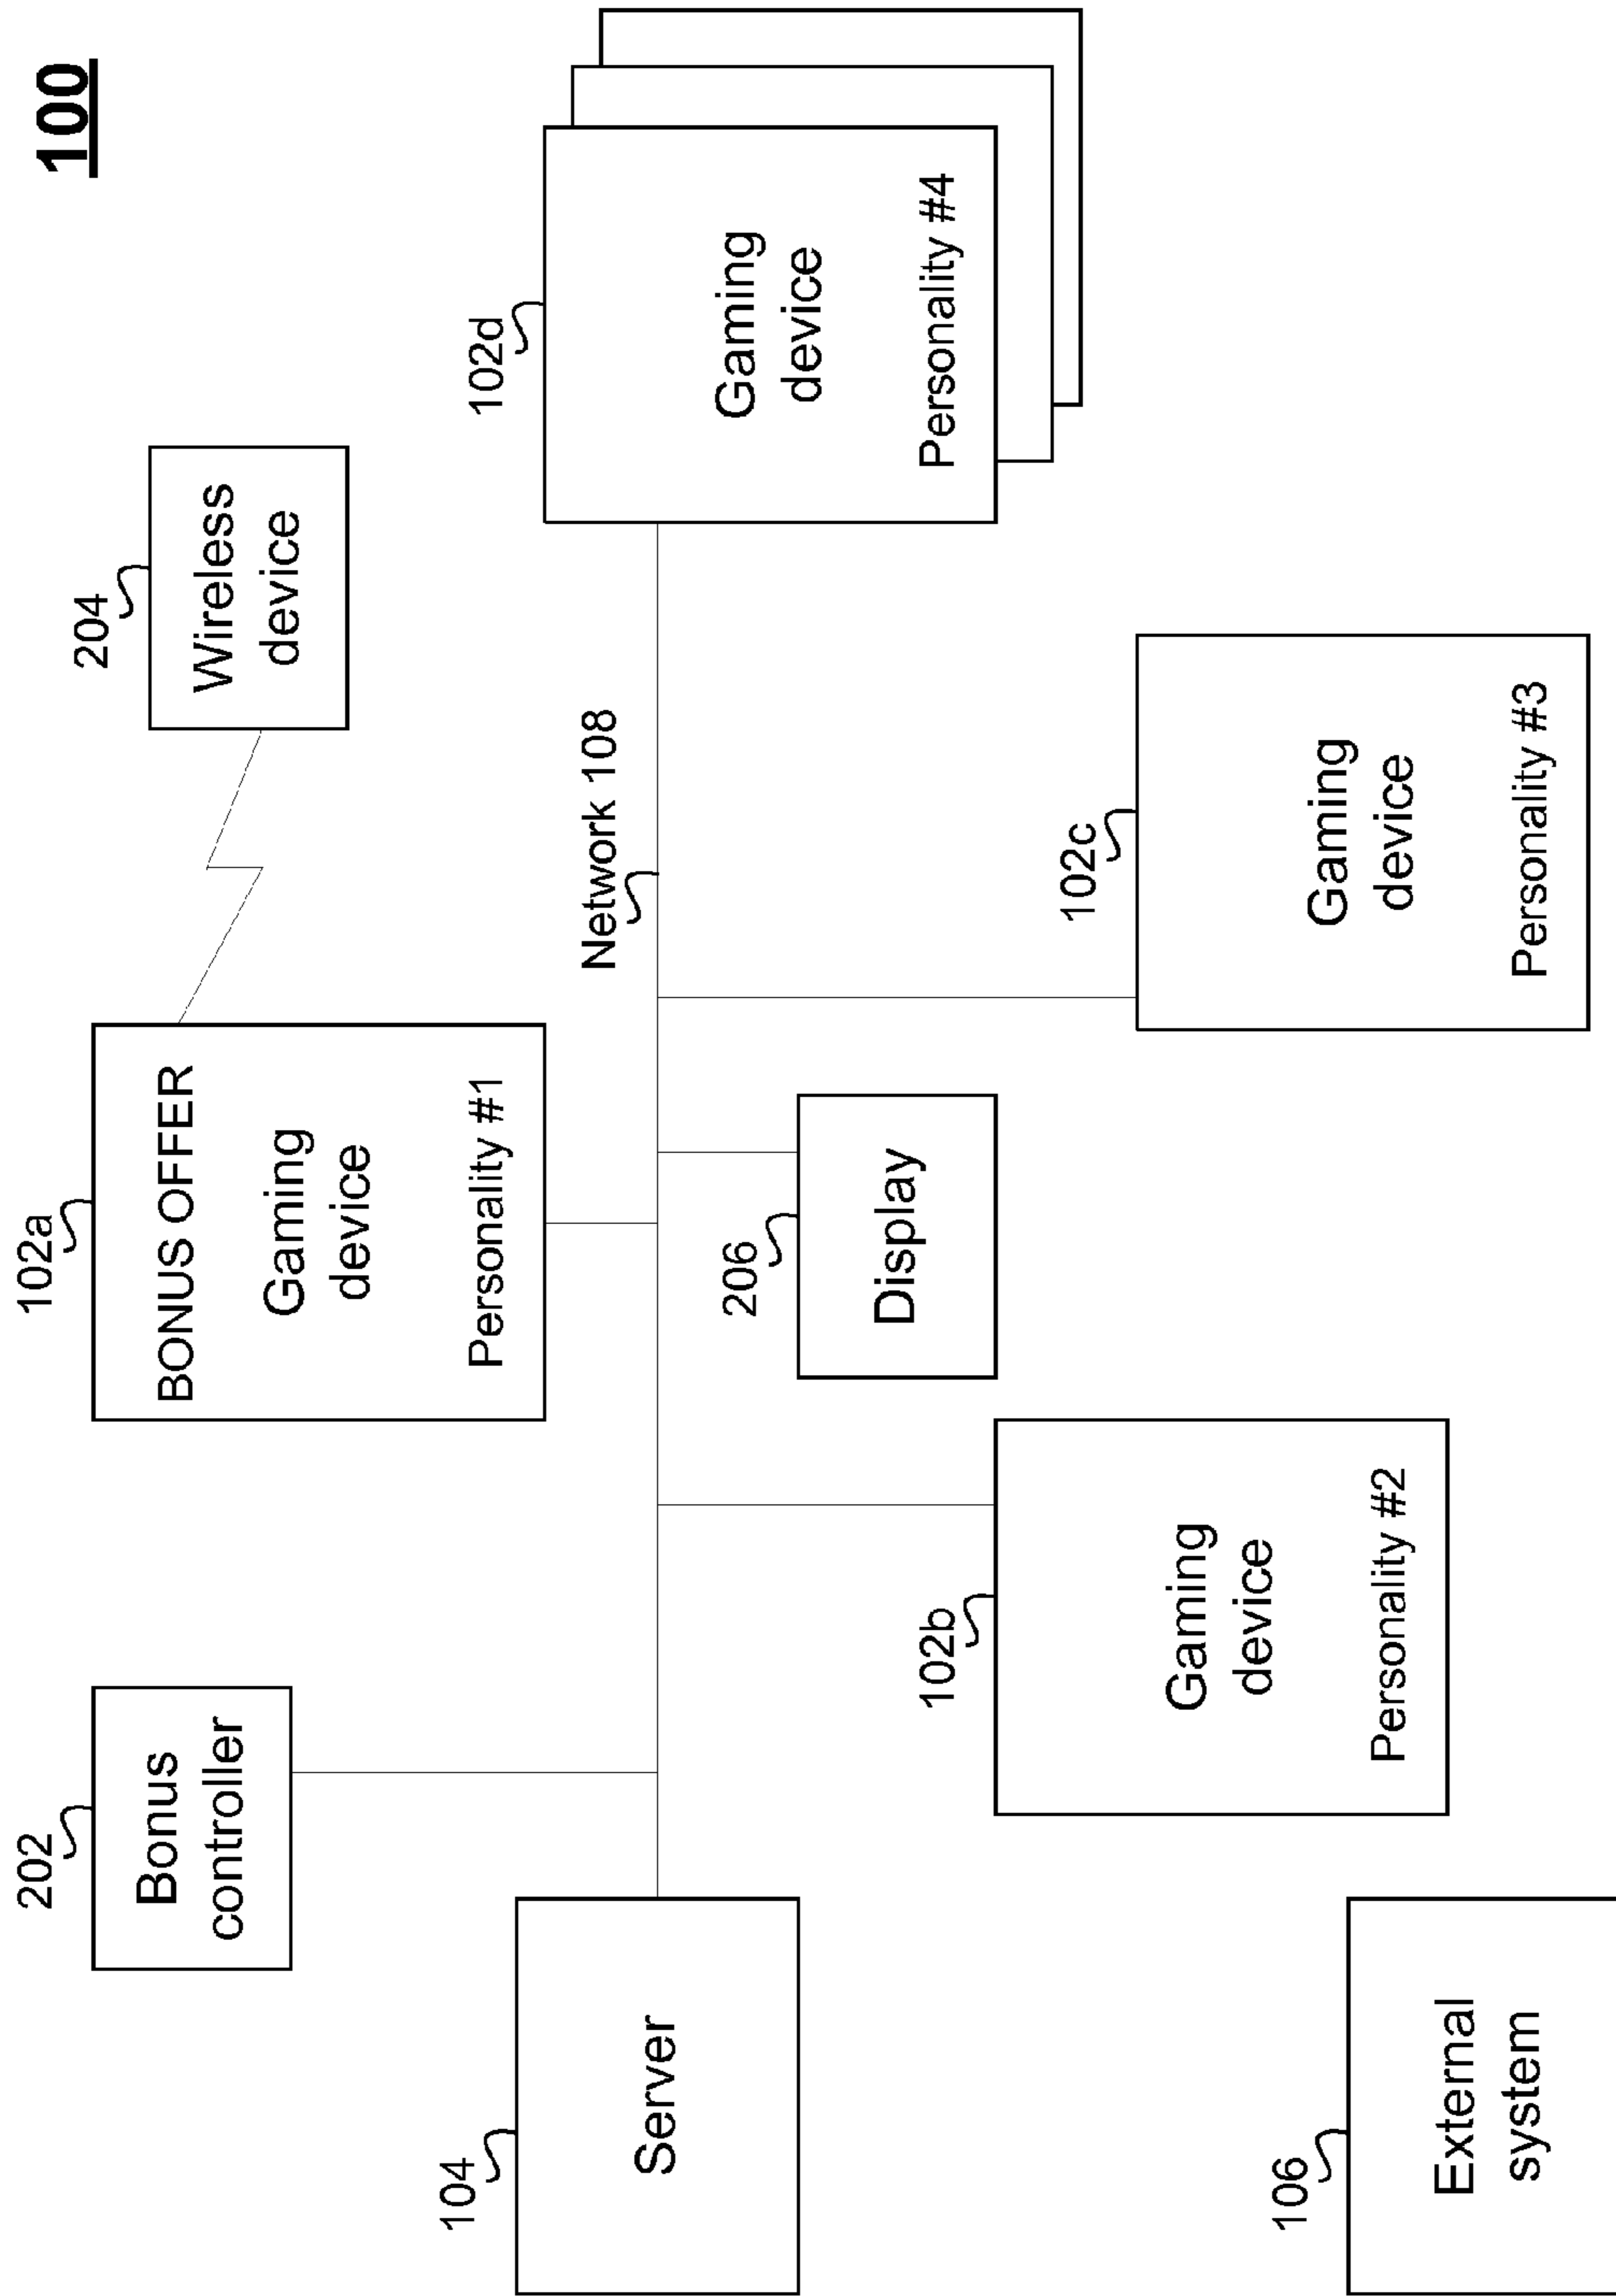 100
202
Bonus
controller
102a
BONUS OFFER
Gaming
device
Personality #1
204
Wireless
device
104
Server
Network 108
102d
Gaming
device
Personality #4
206
Display
102b
Gaming
device
Personality #2
102c
Gaming
device
Personality #3
106
External
system